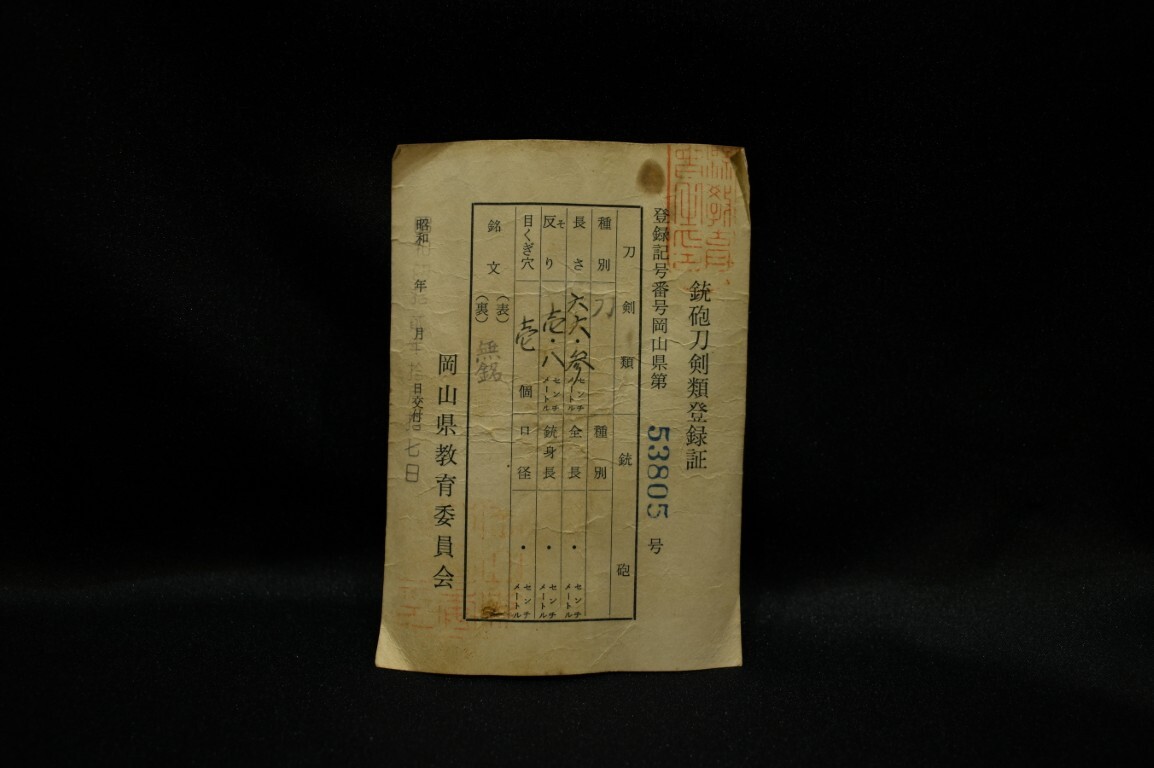 銃砲刀剣類登録証
登録記号番号岡山県第 53805 号
刀剣類 銃砲
種別 刀 種別
長さ 六六・参 センチメートル 全長 ・ センチメートル
反り そ 壱・八 センチメートル 銃身長 ・ センチメートル
目くぎ穴 壱 個 口径 ・ センチメートル
銘文 (表) 無銘
(裏)
岡山県教育委員会
昭和 年 月 日交付 七日